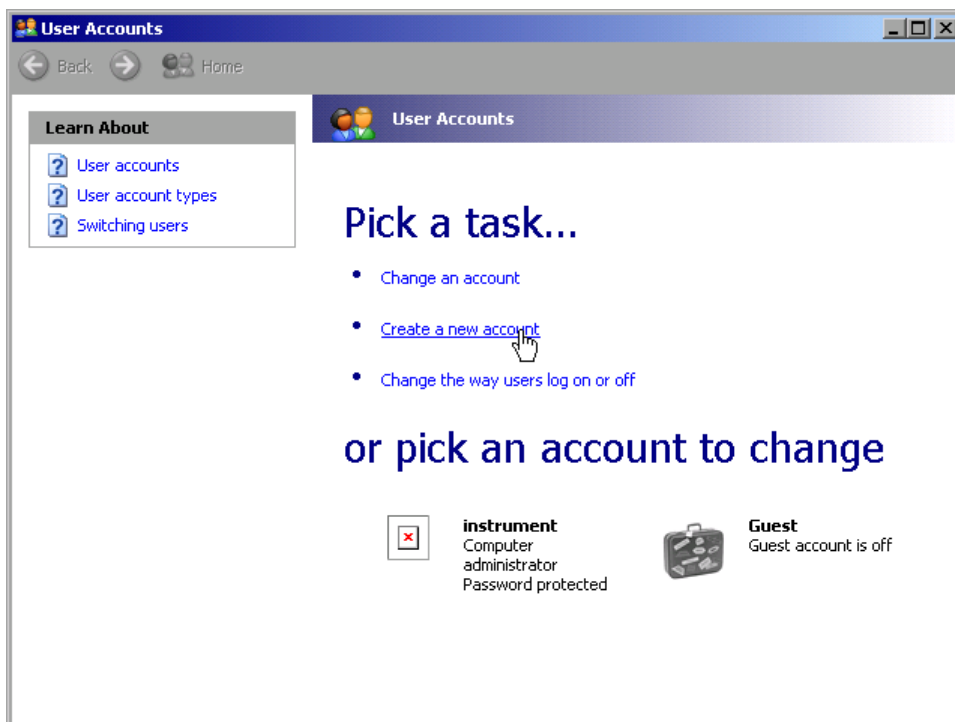 User Accounts
Back
Home
Learn About
User accounts
User account types
Switching users
User Accounts
Pick a task...
Change an account
Create a new account
Change the way users log on or off
or pick an account to change
instrument
Computer
administrator
Password protected
Guest
Guest account is off